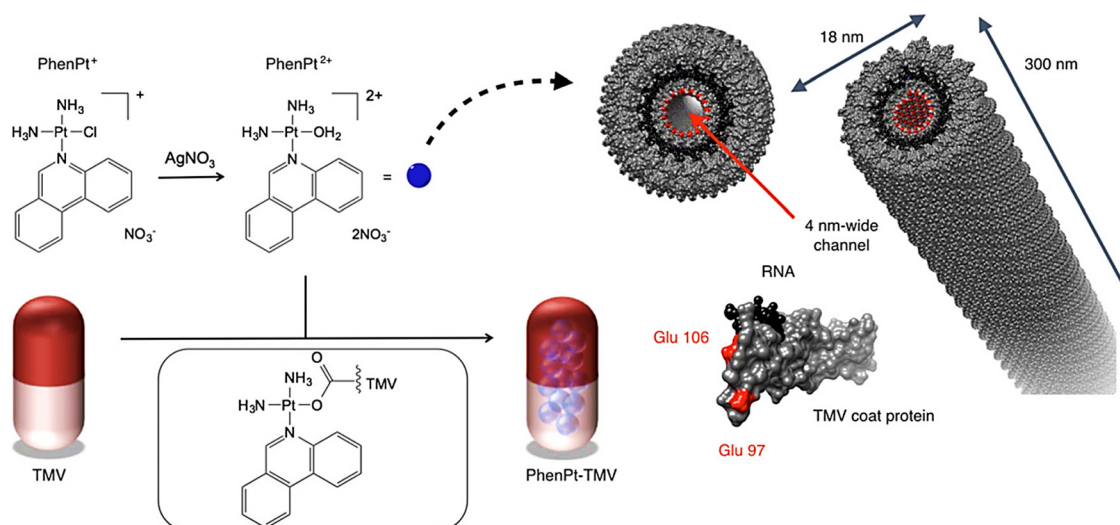 PhenPt⁺
NH₃
+
H₃N—Pt—Cl
N
NO₃⁻
AgNO₃
PhenPt²⁺
NH₃
2+
H₃N—Pt—OH₂
N
=
2NO₃⁻
18 nm
300 nm
4 nm-wide
channel
RNA
Glu 106
TMV coat protein
Glu 97
TMV
O
NH₃
TMV
H₃N—Pt—O
N
PhenPt-TMV